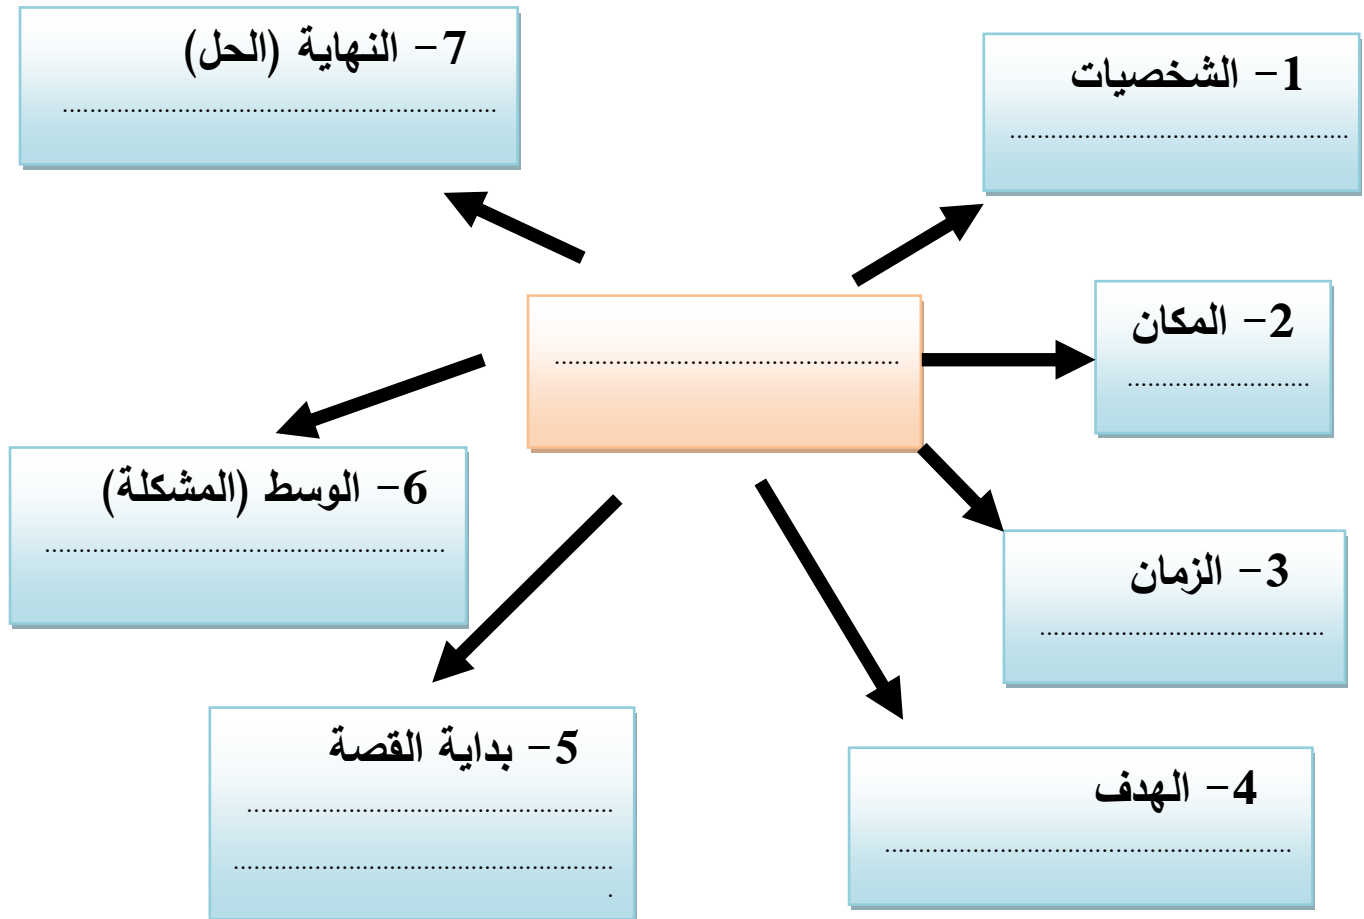 1- الشخصيات
................................................
2- المكان
..........................
3- الزمان
.........................................
4- الهدف
..........................................................
5- بداية القصة
.....................................................
.......................................................
.
6- الوسط (المشكلة)
.........................................................
7- النهاية (الحل)
..............................................................
..................................................